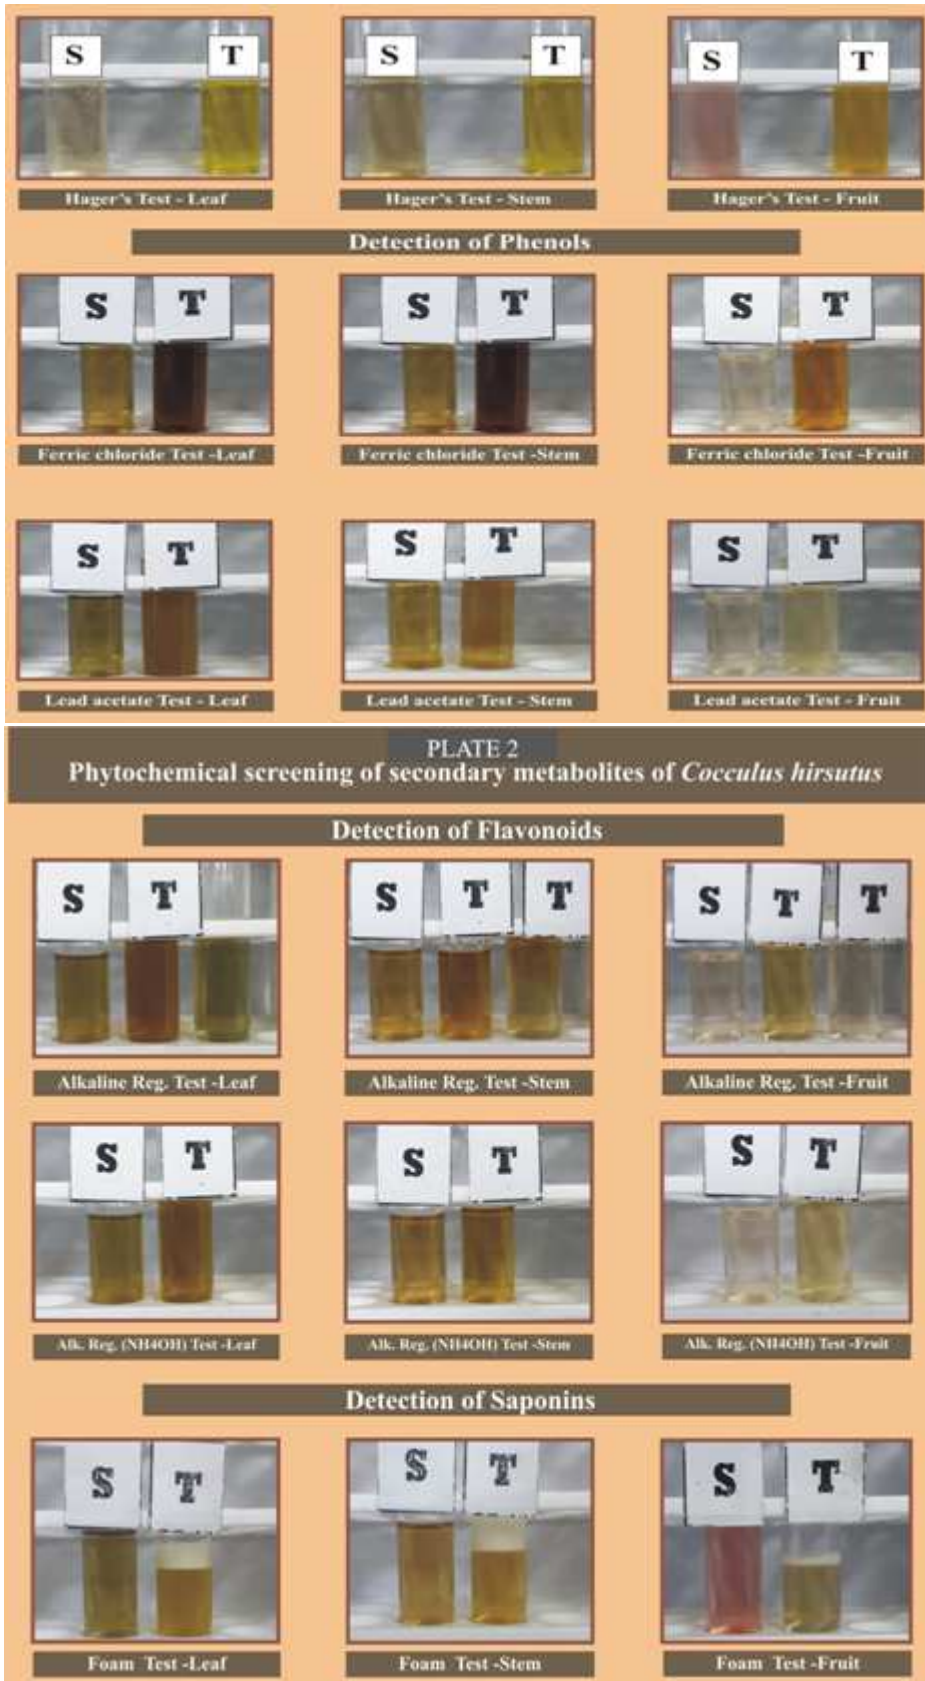 S T S T S T
Hager's Test - Leaf Hager's Test - Stem Hager's Test - Fruit
Detection of Phenols
S T S T S T
Ferric chloride Test -Leaf Ferric chloride Test -Stem Ferric chloride Test -Fruit
S T S T S T
Lead acetate Test - Leaf Lead acetate Test - Stem Lead acetate Test - Fruit
PLATE 2
Phytochemical screening of secondary metabolites of Cocculus hirsutus
Detection of Flavonoids
S T S T T S T T
Alkaline Reg. Test -Leaf Alkaline Reg. Test -Stem Alkaline Reg. Test -Fruit
S T S T S T
Alk. Reg. (NH4OH) Test -Leaf Alk. Reg. (NH4OH) Test -Stem Alk. Reg. (NH4OH) Test -Fruit
Detection of Saponins
S T S T S T
Foam Test -Leaf Foam Test -Stem Foam Test -Fruit